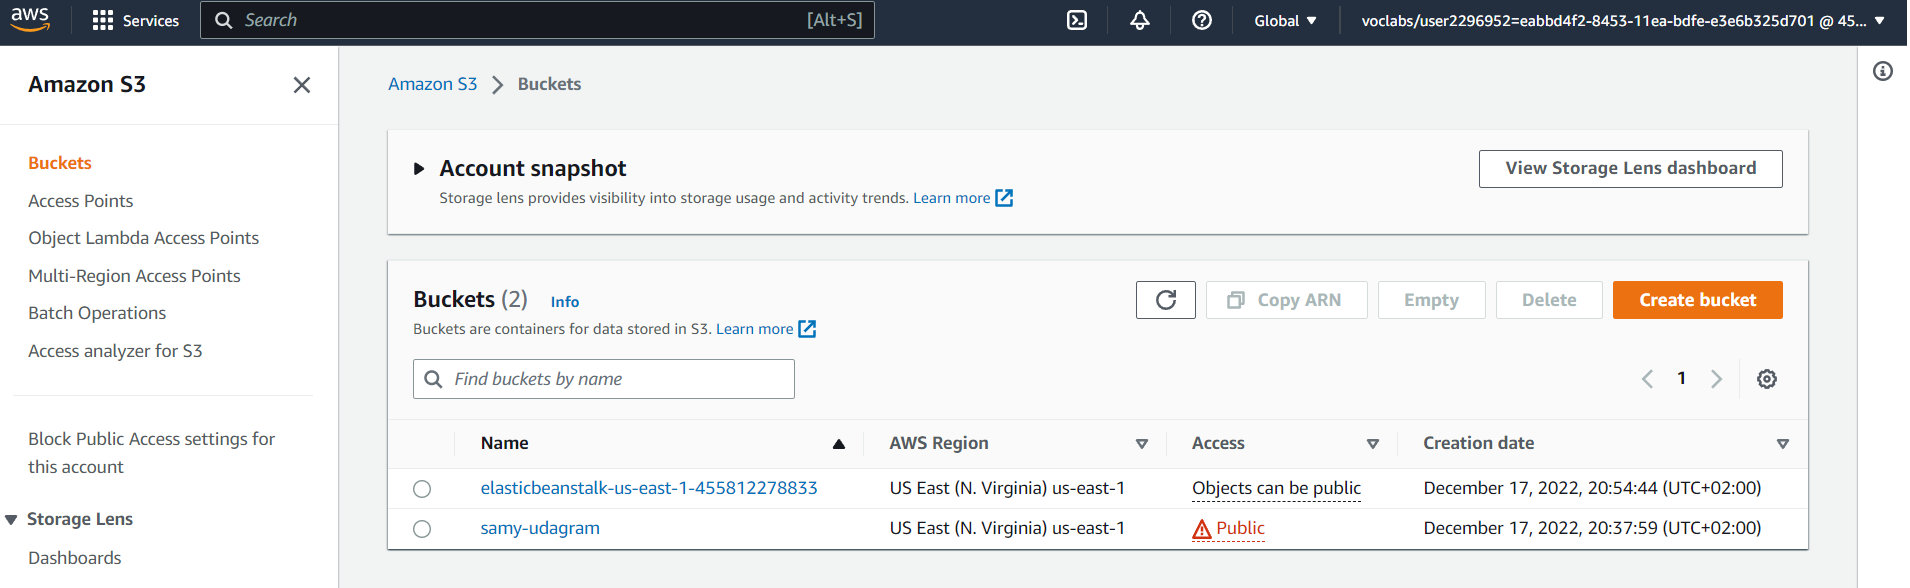 aws
Services
Search
[Alt+S]
Global
voclabs/user2296952=eabbd4f2-8453-11ea-bdfe-e3e6b325d701 @ 45...
Amazon S3
Buckets
Access Points
Object Lambda Access Points
Multi-Region Access Points
Batch Operations
Access analyzer for S3
Block Public Access settings for
this account
Storage Lens
Dashboards
Amazon S3
Buckets
Account snapshot
Storage lens provides visibility into storage usage and activity trends. Learn more
View Storage Lens dashboard
Buckets (2) Info
Buckets are containers for data stored in S3. Learn more
Copy ARN
Empty
Delete
Create bucket
Find buckets by name
1
Name AWS Region Access Creation date
elasticbeanstalk-us-east-1-455812278833 US East (N. Virginia) us-east-1 Objects can be public December 17, 2022, 20:54:44 (UTC+02:00)
samy-udagram US East (N. Virginia) us-east-1 Public December 17, 2022, 20:37:59 (UTC+02:00)